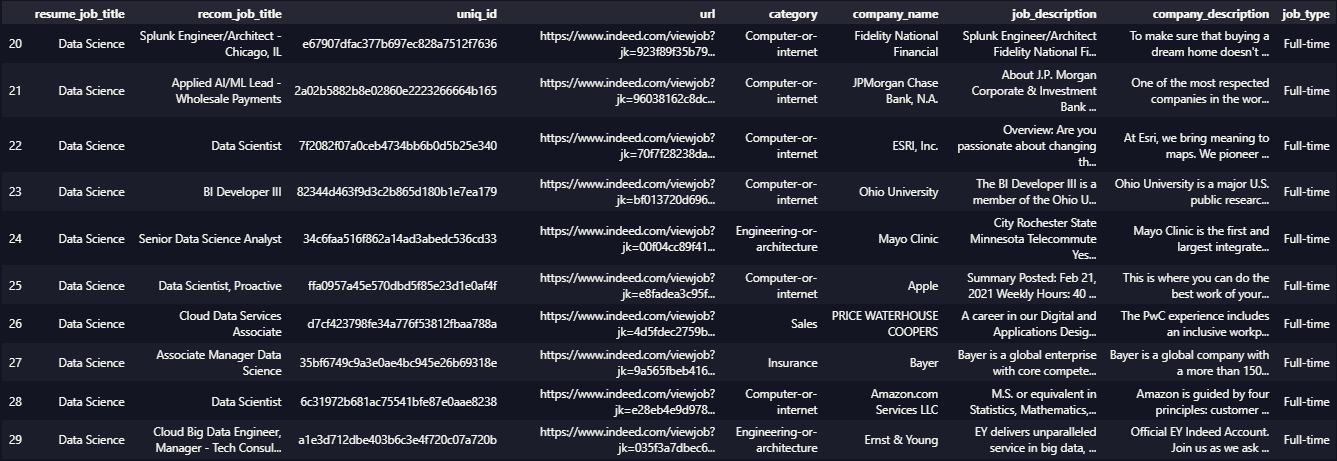 resume_job_title recom_job_title uniq_id url category company_name job_description company_description job_type
20 Data Science Splunk Engineer/Architect - Chicago, IL e67907dfac377b697ec828a7512f7636 https://www.indeed.com/viewjob?jk=923f89f35b79... Computer-or-internet Fidelity National Financial Splunk Engineer/Architect Fidelity National Fi... To make sure that buying a dream home doesn't ... Full-time
21 Data Science Applied AI/ML Lead - Wholesale Payments 2a02b5882b8e02860e2223266664b165 https://www.indeed.com/viewjob?jk=96038162c8dc... Computer-or-internet JPMorgan Chase Bank, N.A. About J.P. Morgan Corporate & Investment Bank ... One of the most respected companies in the wor... Full-time
22 Data Science Data Scientist 7f2082f07a0ceb4734bb6b0d5b25e340 https://www.indeed.com/viewjob?jk=70f7f28238da... Computer-or-internet ESRI, Inc. Overview: Are you passionate about changing th... At Esri, we bring meaning to maps. We pioneer ... Full-time
23 Data Science BI Developer III 82344d463f9d3c2b865d180b1e7ea179 https://www.indeed.com/viewjob?jk=bf013720d696... Computer-or-internet Ohio University The BI Developer III is a member of the Ohio U... Ohio University is a major U.S. public researc... Full-time
24 Data Science Senior Data Science Analyst 34c6faa516f862a14ad3abedc536cd33 https://www.indeed.com/viewjob?jk=00f04cc89f41... Engineering-or-architecture Mayo Clinic City Rochester State Minnesota Telecommute Yes... Mayo Clinic is the first and largest integrate... Full-time
25 Data Science Data Scientist, Proactive ffa0957a45e570dbd5f85e23d1e0af4f https://www.indeed.com/viewjob?jk=e8fadea3c95f... Computer-or-internet Apple Summary Posted: Feb 21, 2021 Weekly Hours: 40 ... This is where you can do the best work of your... Full-time
26 Data Science Cloud Data Services Associate d7cf423798fe34a776f53812fbaa788a https://www.indeed.com/viewjob?jk=4d5fdec2759b... Sales PRICE WATERHOUSE COOPERS A career in our Digital and Applications Desig... The PwC experience includes an inclusive workp... Full-time
27 Data Science Associate Manager Data Science 35bf6749c9a3e0ae4bc945e26b69318e https://www.indeed.com/viewjob?jk=9a565fbeb416... Insurance Bayer Bayer is a global enterprise with core compete... Bayer is a global company with a more than 150... Full-time
28 Data Science Data Scientist 6c31972b681ac75541bfe87e0aae8238 https://www.indeed.com/viewjob?jk=e28eb4e9d978... Computer-or-internet Amazon.com Services LLC M.S. or equivalent in Statistics, Mathematics,... Amazon is guided by four principles: customer ... Full-time
29 Data Science Cloud Big Data Engineer, Manager - Tech Consul... a1e3d712dbe403b6c3e4f720c07a720b https://www.indeed.com/viewjob?jk=035f3a7dbec6... Engineering-or-architecture Ernst & Young EY delivers unparalleled service in big data, ... Official EY Indeed Account. Join us as we ask ... Full-time